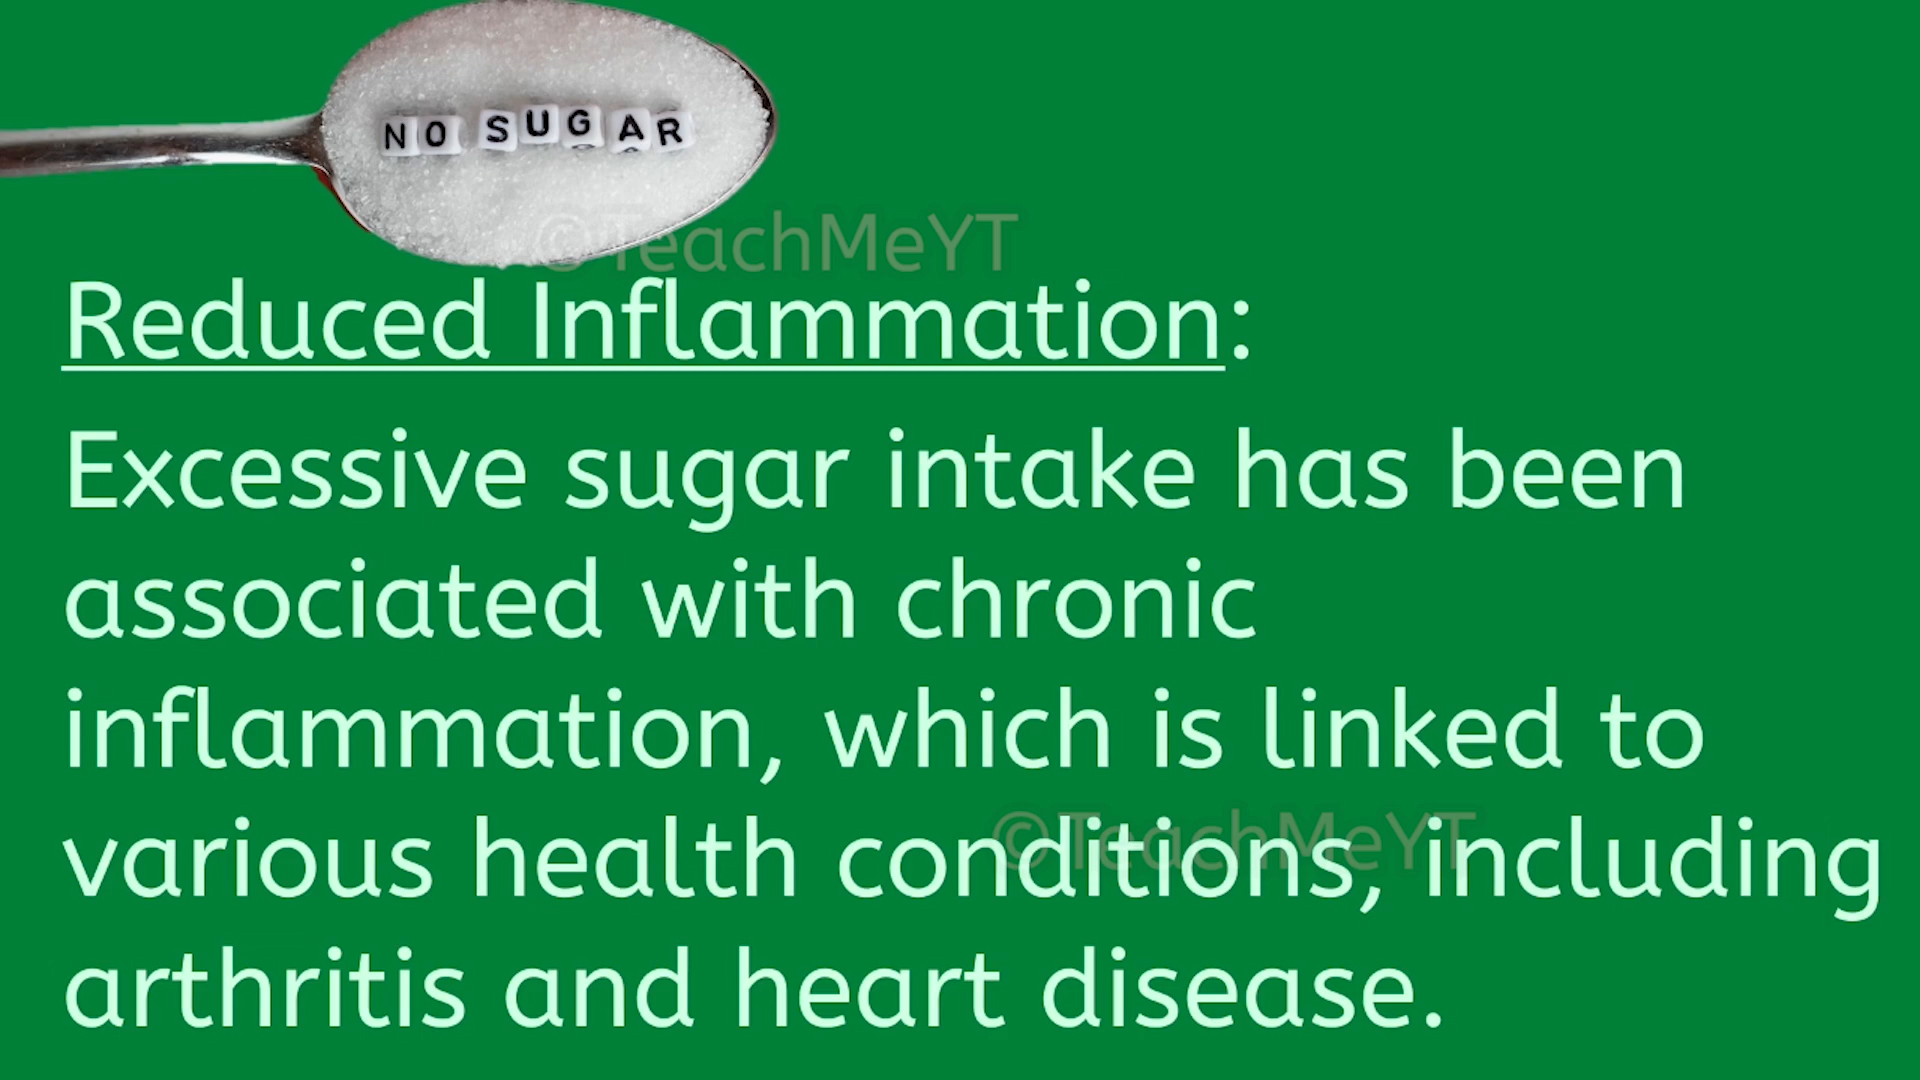 NO SUGAR
©TeachMeYT
Reduced Inflammation:
Excessive sugar intake has been
associated with chronic
inflammation, which is linked to
various health conditions, including
©TeachMeYT
arthritis and heart disease.